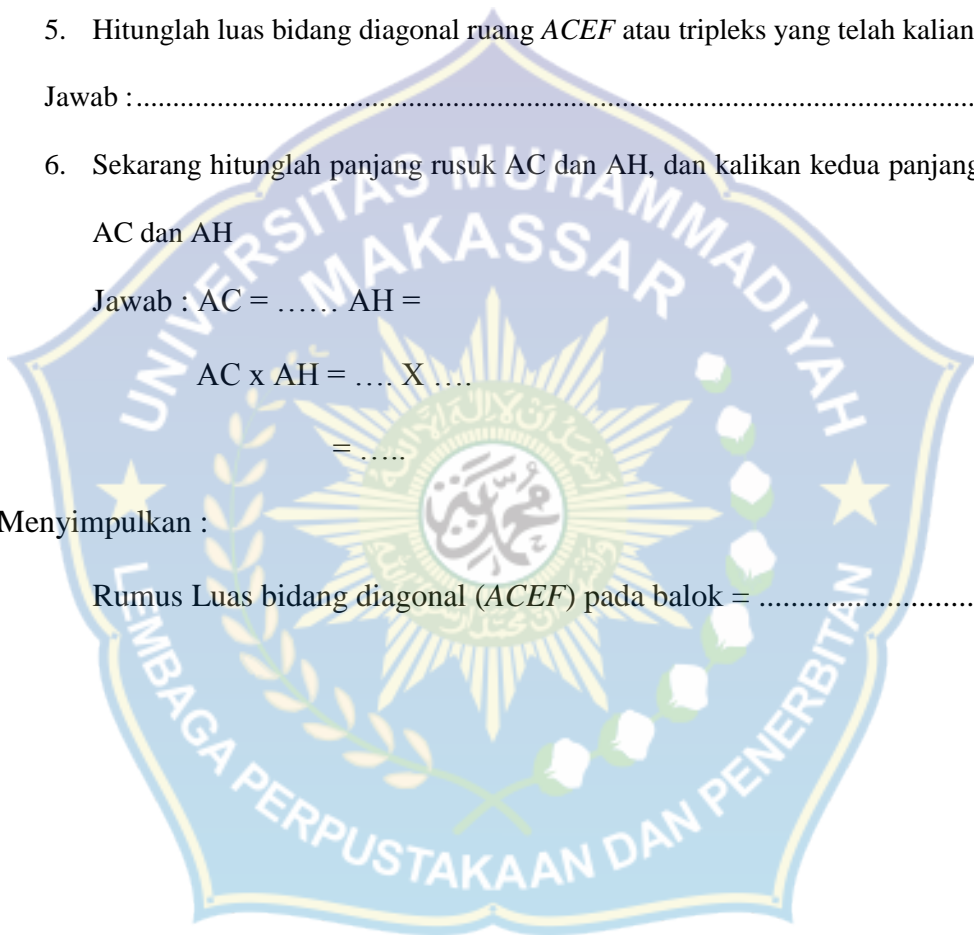 5. Hitunglah luas bidang diagonal ruang ACEF atau tripleks yang telah kalian
Jawab :....................................................................................................................
6. Sekarang hitunglah panjang rusuk AC dan AH, dan kalikan kedua panjang
AC dan AH
Jawab : AC = …… AH =
AC x AH = …. X ….
= …..
Menyimpulkan :
Rumus Luas bidang diagonal (ACEF) pada balok = ............................
UNIVERSITAS MUHAMMADIYAH
MAKASSAR
LEMBAGA PERPUSTAKAAN DAN PENERBITAN